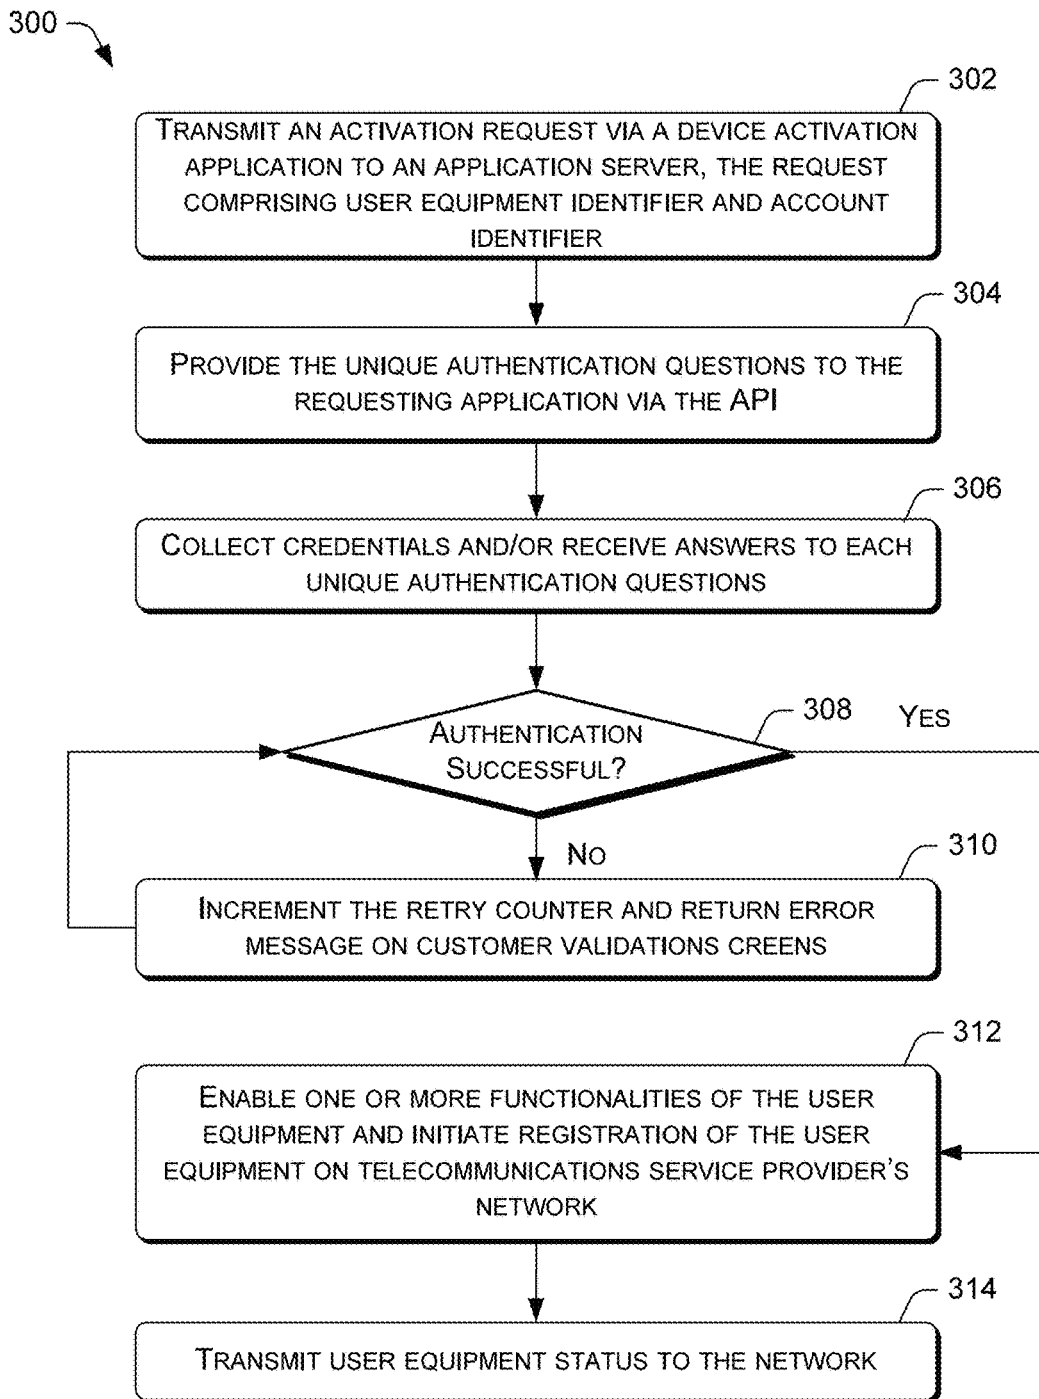 300
302
TRANSMIT AN ACTIVATION REQUEST VIA A DEVICE ACTIVATION
APPLICATION TO AN APPLICATION SERVER, THE REQUEST
COMPRISING USER EQUIPMENT IDENTIFIER AND ACCOUNT
IDENTIFIER
304
PROVIDE THE UNIQUE AUTHENTICATION QUESTIONS TO THE
REQUESTING APPLICATION VIA THE API
306
COLLECT CREDENTIALS AND/OR RECEIVE ANSWERS TO EACH
UNIQUE AUTHENTICATION QUESTIONS
308
YES
AUTHENTICATION
SUCCESSFUL?
NO
310
INCREMENT THE RETRY COUNTER AND RETURN ERROR
MESSAGE ON CUSTOMER VALIDATIONS CREENS
312
ENABLE ONE OR MORE FUNCTIONALITIES OF THE USER
EQUIPMENT AND INITIATE REGISTRATION OF THE USER
EQUIPMENT ON TELECOMMUNICATIONS SERVICE PROVIDER'S
NETWORK
314
TRANSMIT USER EQUIPMENT STATUS TO THE NETWORK